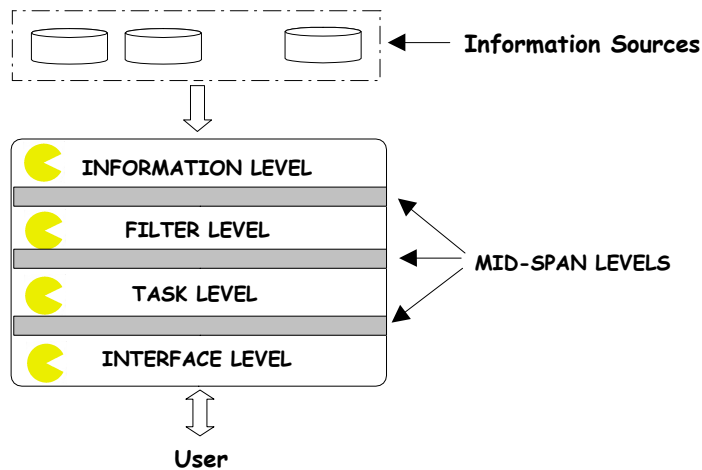 Information Sources
INFORMATION LEVEL
FILTER LEVEL
MID-SPAN LEVELS
TASK LEVEL
INTERFACE LEVEL
User